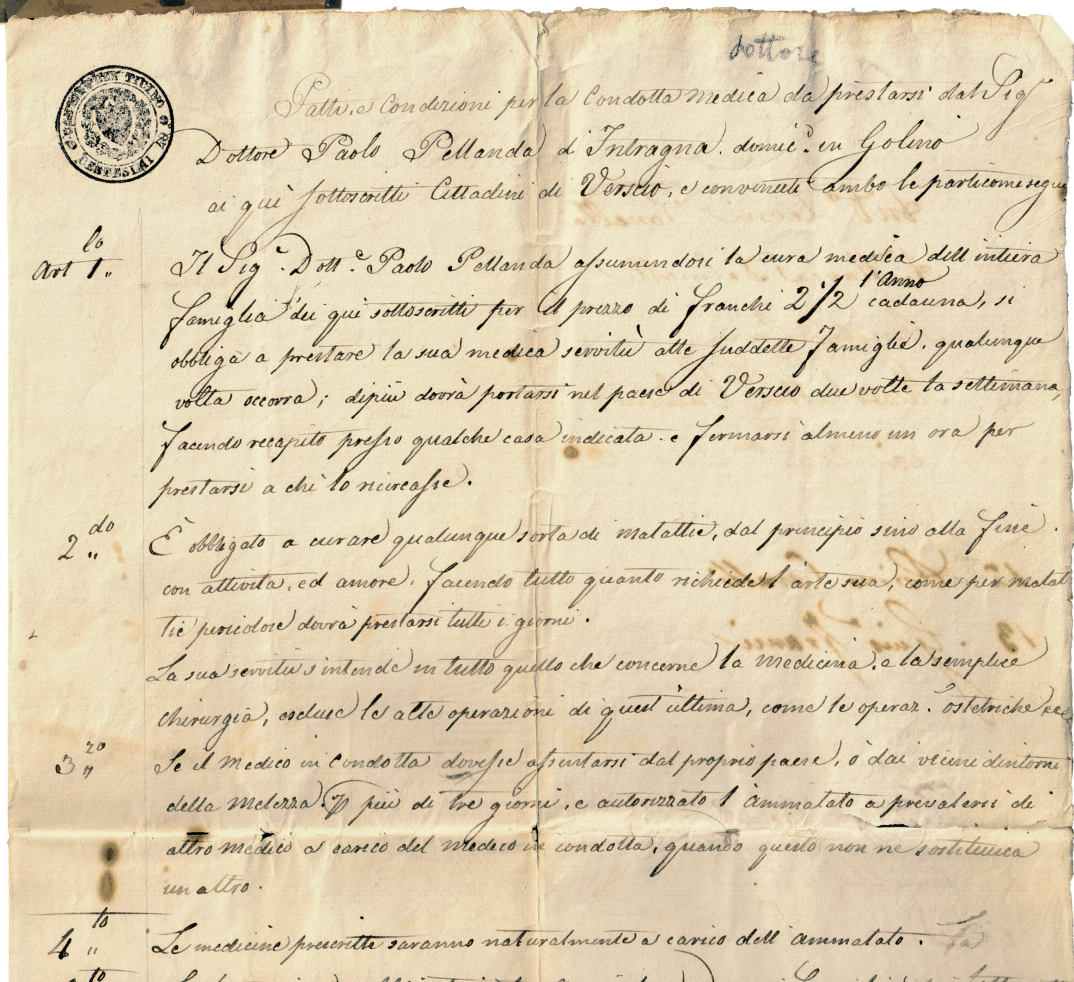 dottore
Patti, e Condizioni per la Condotta medica da prestarsi dal Sig.r
Dottore Paolo Pellanda d'Intragna. domic.o in Golino
ai quì sottoscritti Cittadini di Verscio, e convenute ambo le parti come segue
Art 1.mo Il Sig.e Dott.e Paolo Pellanda assumendosi la cura medica dell'intiera
famiglia dei quì sottoscritti per il prezzo di franchi 2 1/2 l'Anno cadauna, si
obbliga a prestare la sua medica servitù alle suddette famiglie. qualunque
volta occorra; dipiù dovrà portarsi nel paese di Verscio due volte la settimana,
facendo recapito presso qualche casa indicata. e fermarsi almeno un ora per
prestarsi a chi lo ricircasse.
2.do È obbligato a curare qualunque sorta di malattie, dal principio sino alla fine.
con attività, ed amore, facendo tutto quanto richiede l'arte sua, come per malat
tie pericolose dovrà prestarsi tutti i giorni.
La sua servitù s'intende in tutto quello che concerne la medicina, e la semplice
chirurgia, escluse le alte operazioni di quest'ultima, come le operaz. ostetriche ecc
3.zo Se il medico in condotta dovesse assentarsi dal proprio paese, o dai vicini dintorni
della Melezza p più di tre giorni, e autorizzato l'ammalato a prevalersi di
altro medico a carico del medico in condotta, quando questo non ne sostituisca
un altro.
4.to Le medicine prescritte saranno naturalmente a carico dell'ammalato. La